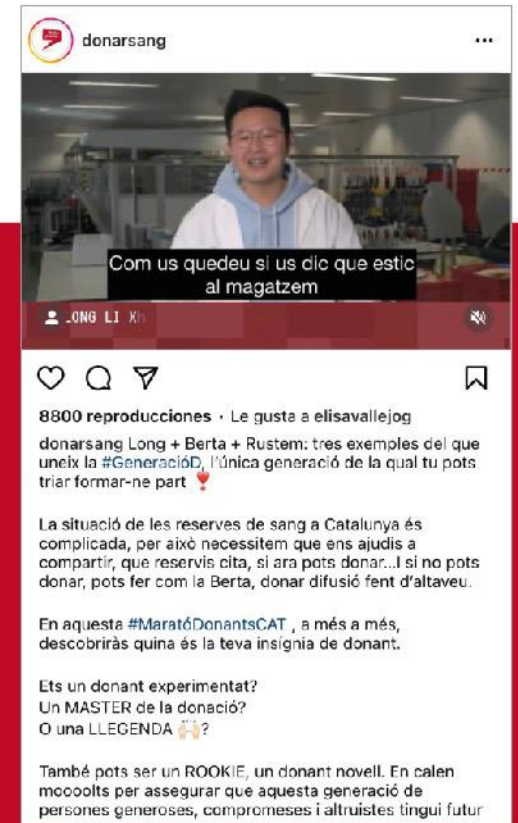 donarsang
Com us quedeu si us dic que estic
al magatzem
LONG LI
8800 reproducciones · Le gusta a elisavallejog
donarsang Long + Berta + Rustem: tres exemples del que
uneix la #GeneracióD, l'única generació de la qual tu pots
triar formar-ne part ❣️
La situació de les reserves de sang a Catalunya és
complicada, per això necessitem que ens ajudis a
compartir, que reservis cita, si ara pots donar...I si no pots
donar, pots fer com la Berta, donar difusió fent d'altaveu.
En aquesta #MaratóDonantsCAT , a més a més,
descobriràs quina és la teva insígnia de donant.
Ets un donant experimentat?
Un MASTER de la donació?
O una LLEGENDA 🙌🏻?
També pots ser un ROOKIE, un donant novell. En calen
moooolts per assegurar que aquesta generació de
persones generoses, compromeses i altruistes tingui futur